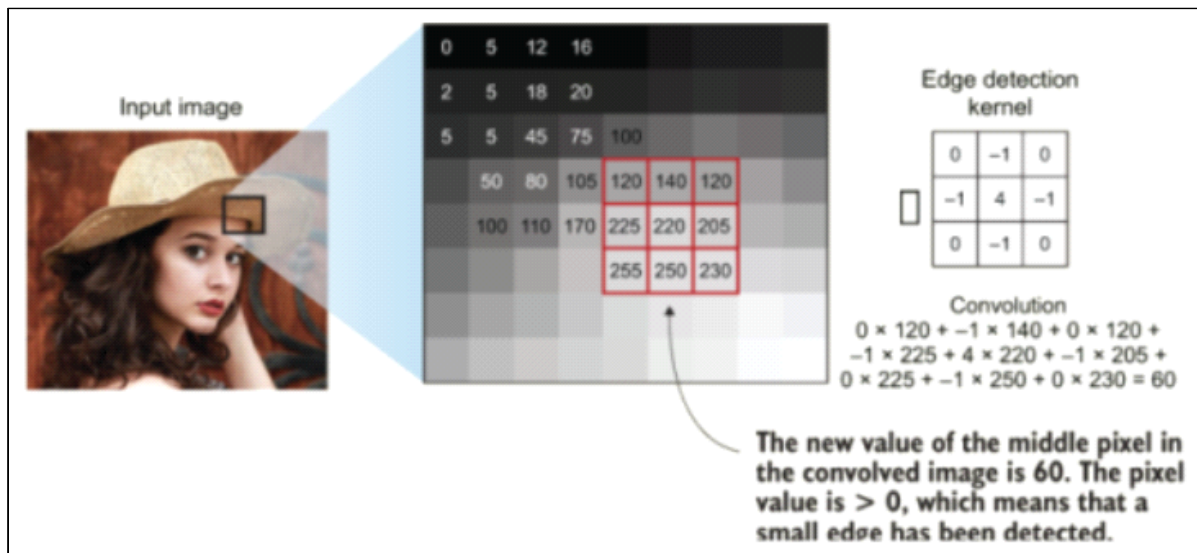 Input image
0 5 12 16
2 5 18 20
5 5 45 75 100
50 80 105 120 140 120
100 110 170 225 220 205
255 250 230
Edge detection
kernel
0 −1 0
−1 4 −1
0 −1 0
Convolution
0 × 120 + −1 × 140 + 0 × 120 +
−1 × 225 + 4 × 220 + −1 × 205 +
0 × 225 + −1 × 250 + 0 × 230 = 60
The new value of the middle pixel in
the convolved image is 60. The pixel
value is > 0, which means that a
small edge has been detected.